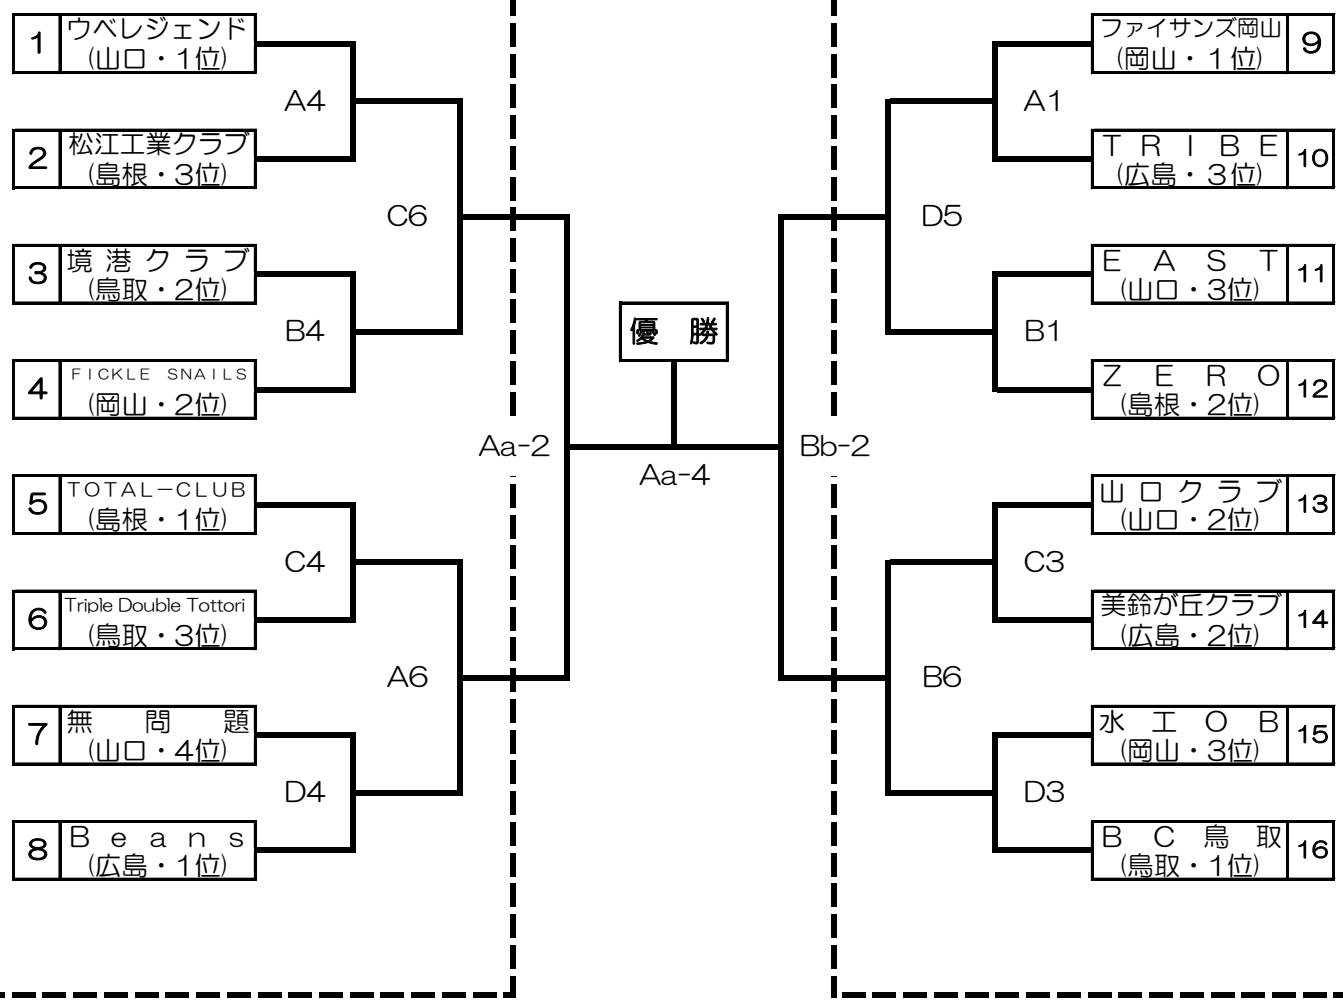 1
ウベレジェンド
(山口・1位)
A4
2
松江工業クラブ
(島根・3位)
C6
3
境港クラブ
(鳥取・2位)
B4
4
FICKLE SNAILS
(岡山・2位)
Aa-2
5
TOTAL－CLUB
(島根・1位)
C4
6
Triple Double Tottori
(鳥取・3位)
A6
7
無問題
(山口・4位)
D4
8
Beans
(広島・1位)
優勝
Aa-4
ファイサンズ岡山
(岡山・1位)
9
A1
TRIBE
(広島・3位)
10
D5
EAST
(山口・3位)
11
B1
ZERO
(島根・2位)
12
Bb-2
山口クラブ
(山口・2位)
13
C3
美鈴が丘クラブ
(広島・2位)
14
B6
水工OB
(岡山・3位)
15
D3
BC鳥取
(鳥取・1位)
16